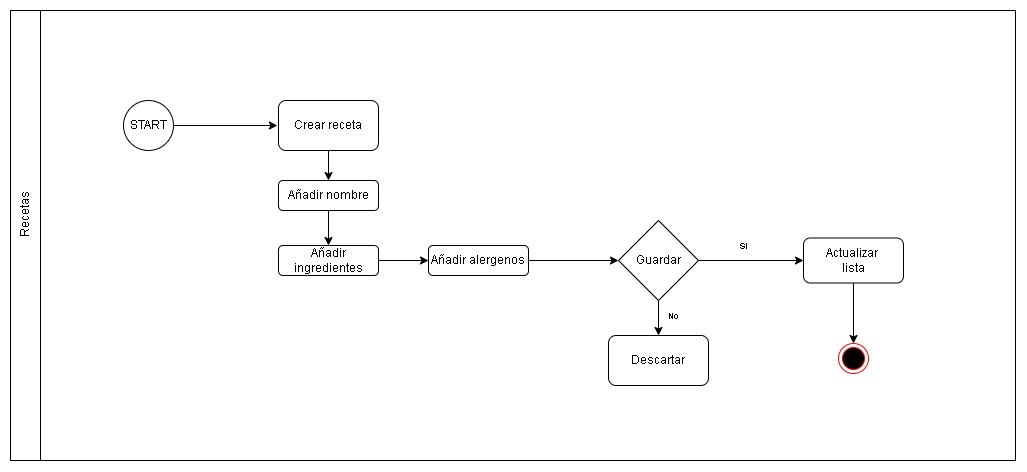 Recetas
START
Crear receta
Añadir nombre
Añadir
ingredientes
Añadir alergenos
Guardar
SI
Actualizar
lista
No
Descartar